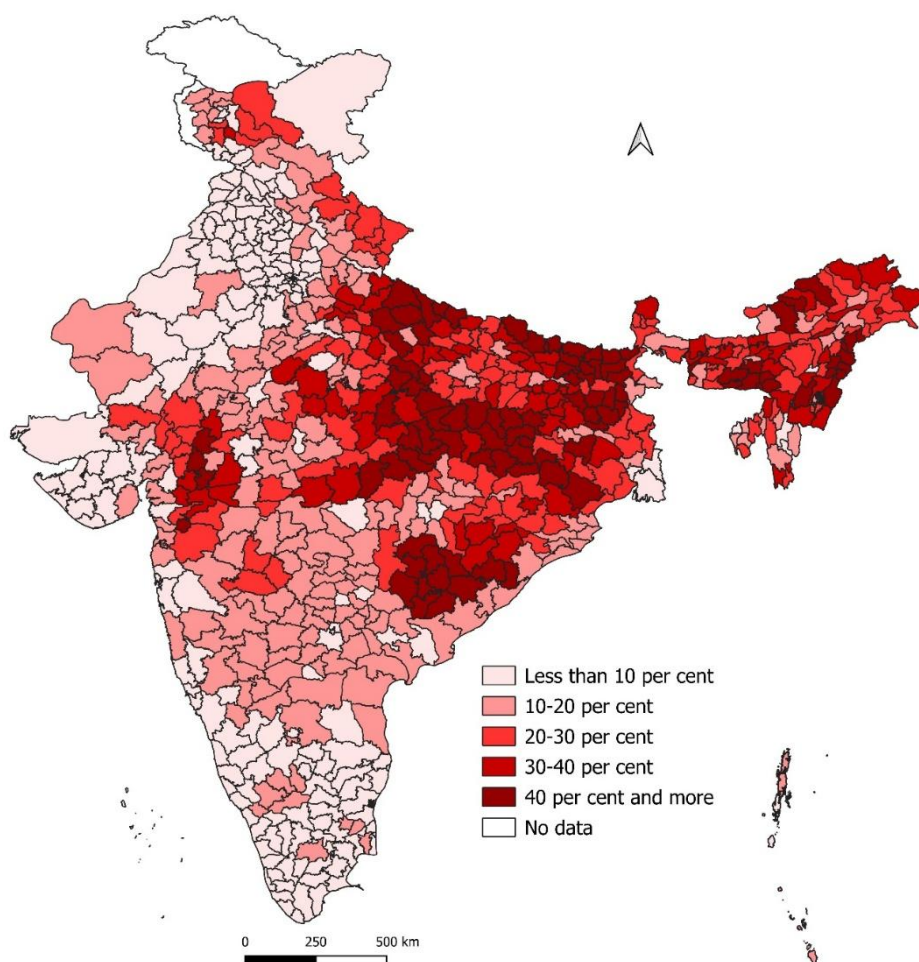 Less than 10 per cent
10-20 per cent
20-30 per cent
30-40 per cent
40 per cent and more
No data
0 250 500 km